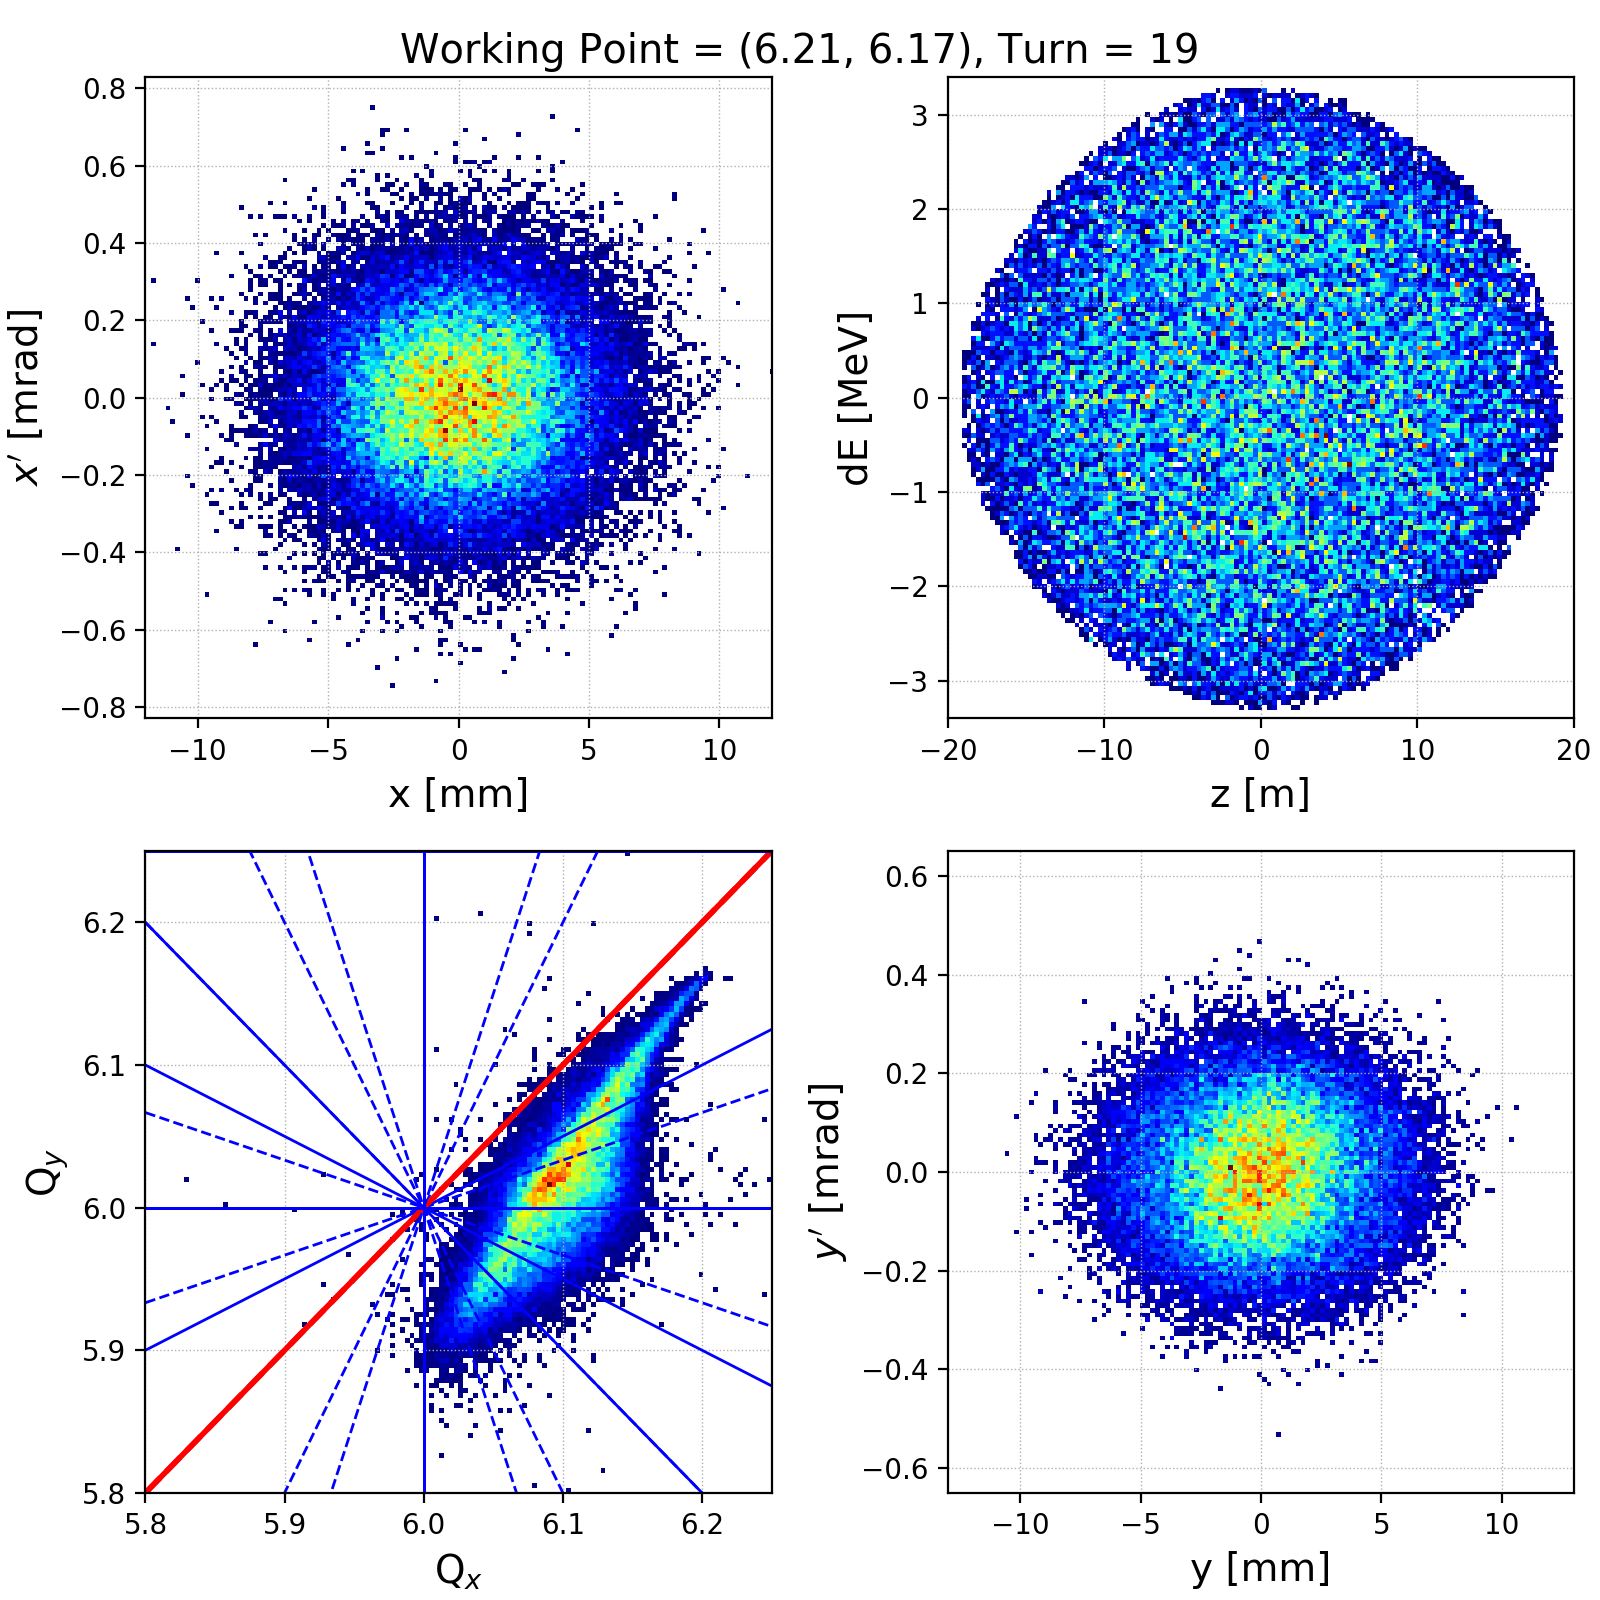 Working Point = (6.21, 6.17), Turn = 19
0.8
0.6
0.4
0.2
0.0
−0.2
−0.4
−0.6
−0.8
x′ [mrad]
−10 −5 0 5 10
x [mm]
3
2
1
0
−1
−2
−3
dE [MeV]
−20 −10 0 10 20
z [m]
6.2
6.1
6.0
5.9
5.8
Qy
5.8 5.9 6.0 6.1 6.2
Qx
0.6
0.4
0.2
0.0
−0.2
−0.4
−0.6
y′ [mrad]
−10 −5 0 5 10
y [mm]